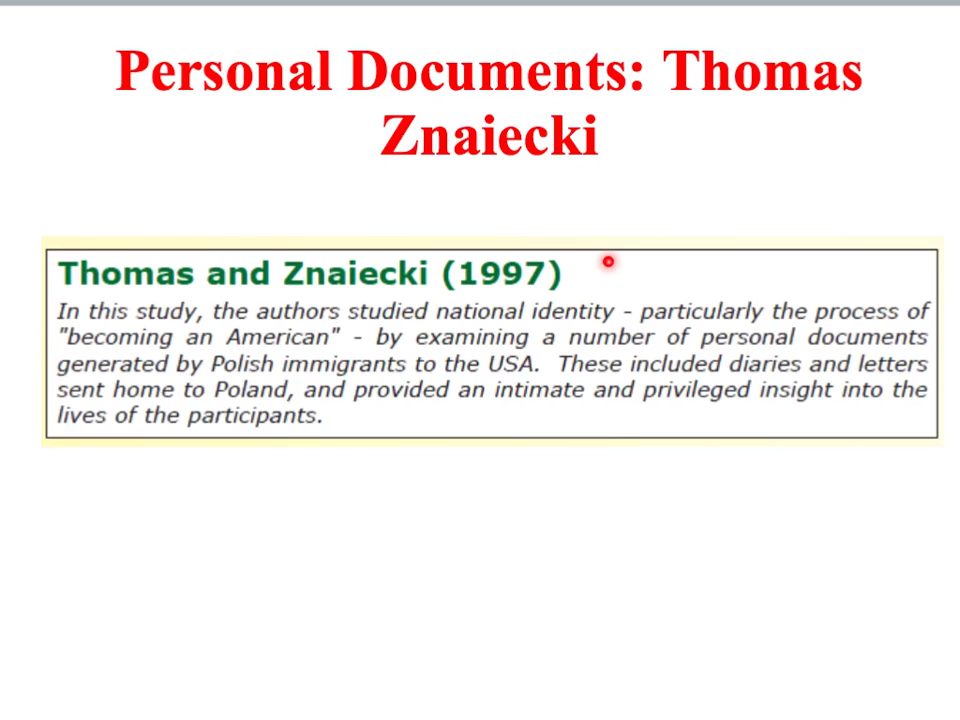 Personal Documents: Thomas
Znaiecki
Thomas and Znaiecki (1997)
In this study, the authors studied national identity - particularly the process of
"becoming an American" - by examining a number of personal documents
generated by Polish immigrants to the USA.  These included diaries and letters
sent home to Poland, and provided an intimate and privileged insight into the
lives of the participants.